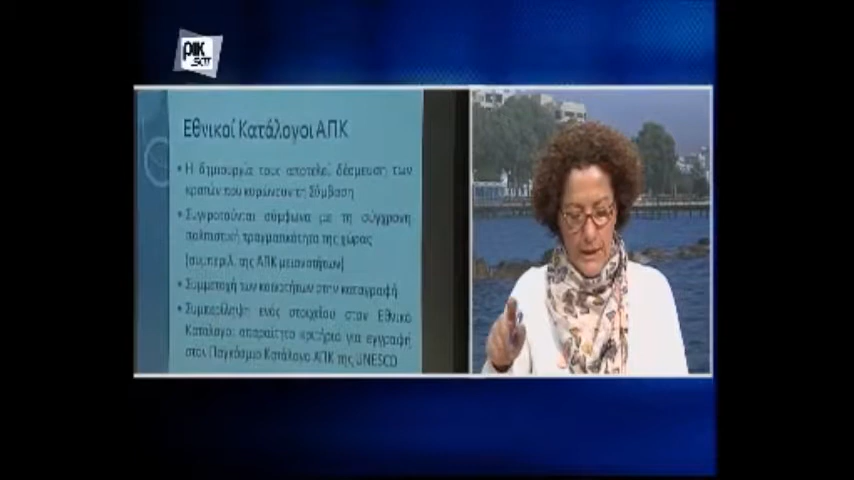 ΡΙΚ
SAT
Εθνικοί Κατάλογοι ΑΠΚ
• Η δημιουργία τους αποτελεί δέσμευση των
κρατών που κυρώνουν τη Σύμβαση
• Συγκροτούνται σύμφωνα με τη σύγχρονη
πολιτιστική πραγματικότητα της χώρας
[συμπεριλ. της ΑΠΚ μειονοτήτων]
• Συμμετοχή των κοινοτήτων στην καταγραφή
• Συμπερίληψη ενός στοιχείου στον Εθνικό
Κατάλογο: απαραίτητο κριτήριο για εγγραφή
στον Παγκόσμιο Κατάλογο ΑΠΚ της UNESCO